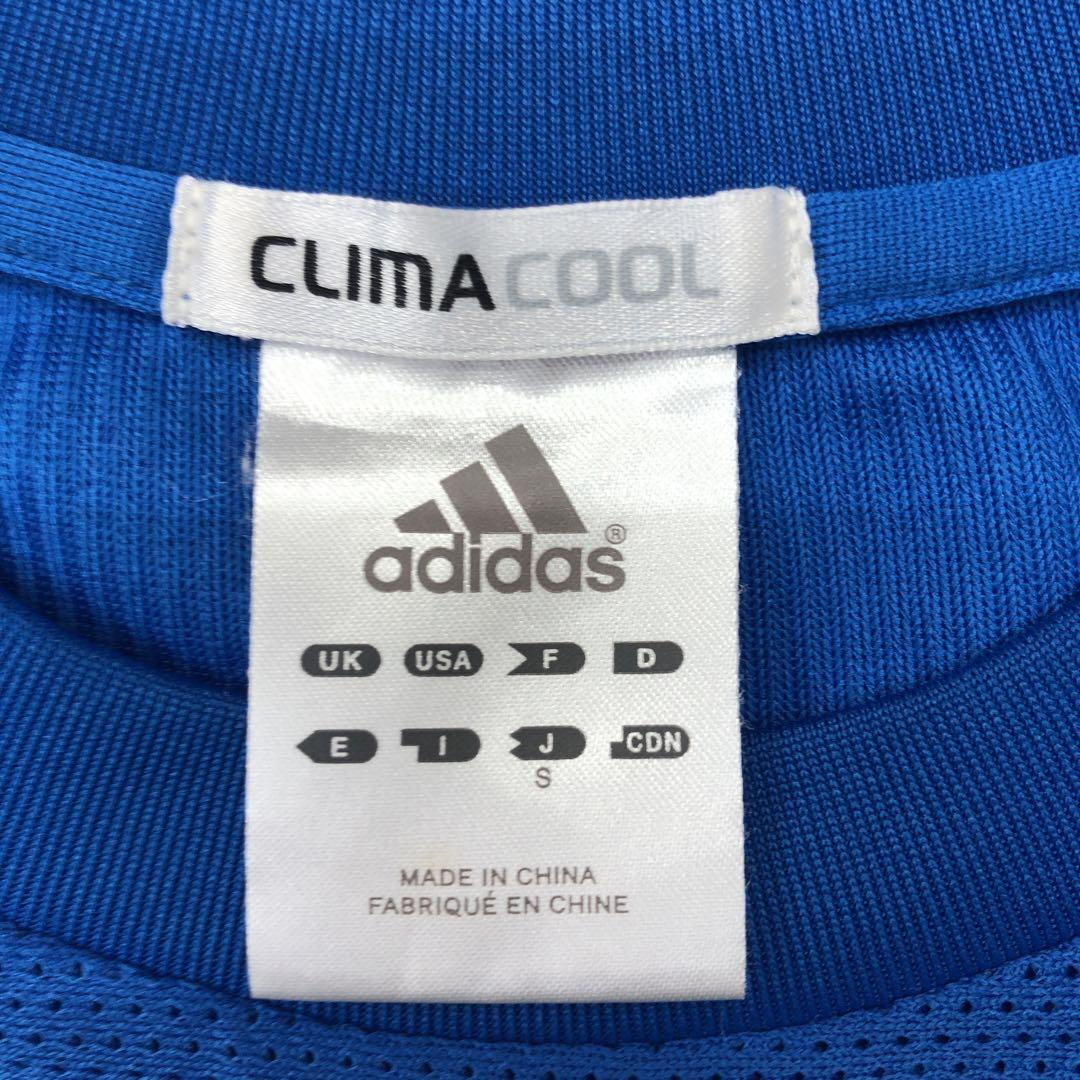 CLIMACOOL
adidas®
UK USA F D
E I J CDN
S
MADE IN CHINA
FABRIQUÉ EN CHINE